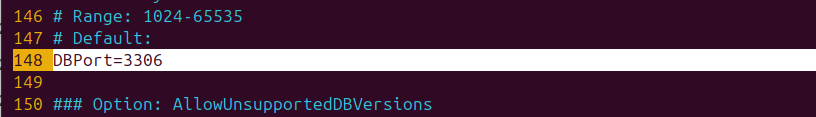 146 # Range: 1024-65535
147 # Default:
148 DBPort=3306
149
150 ### Option: AllowUnsupportedDBVersions